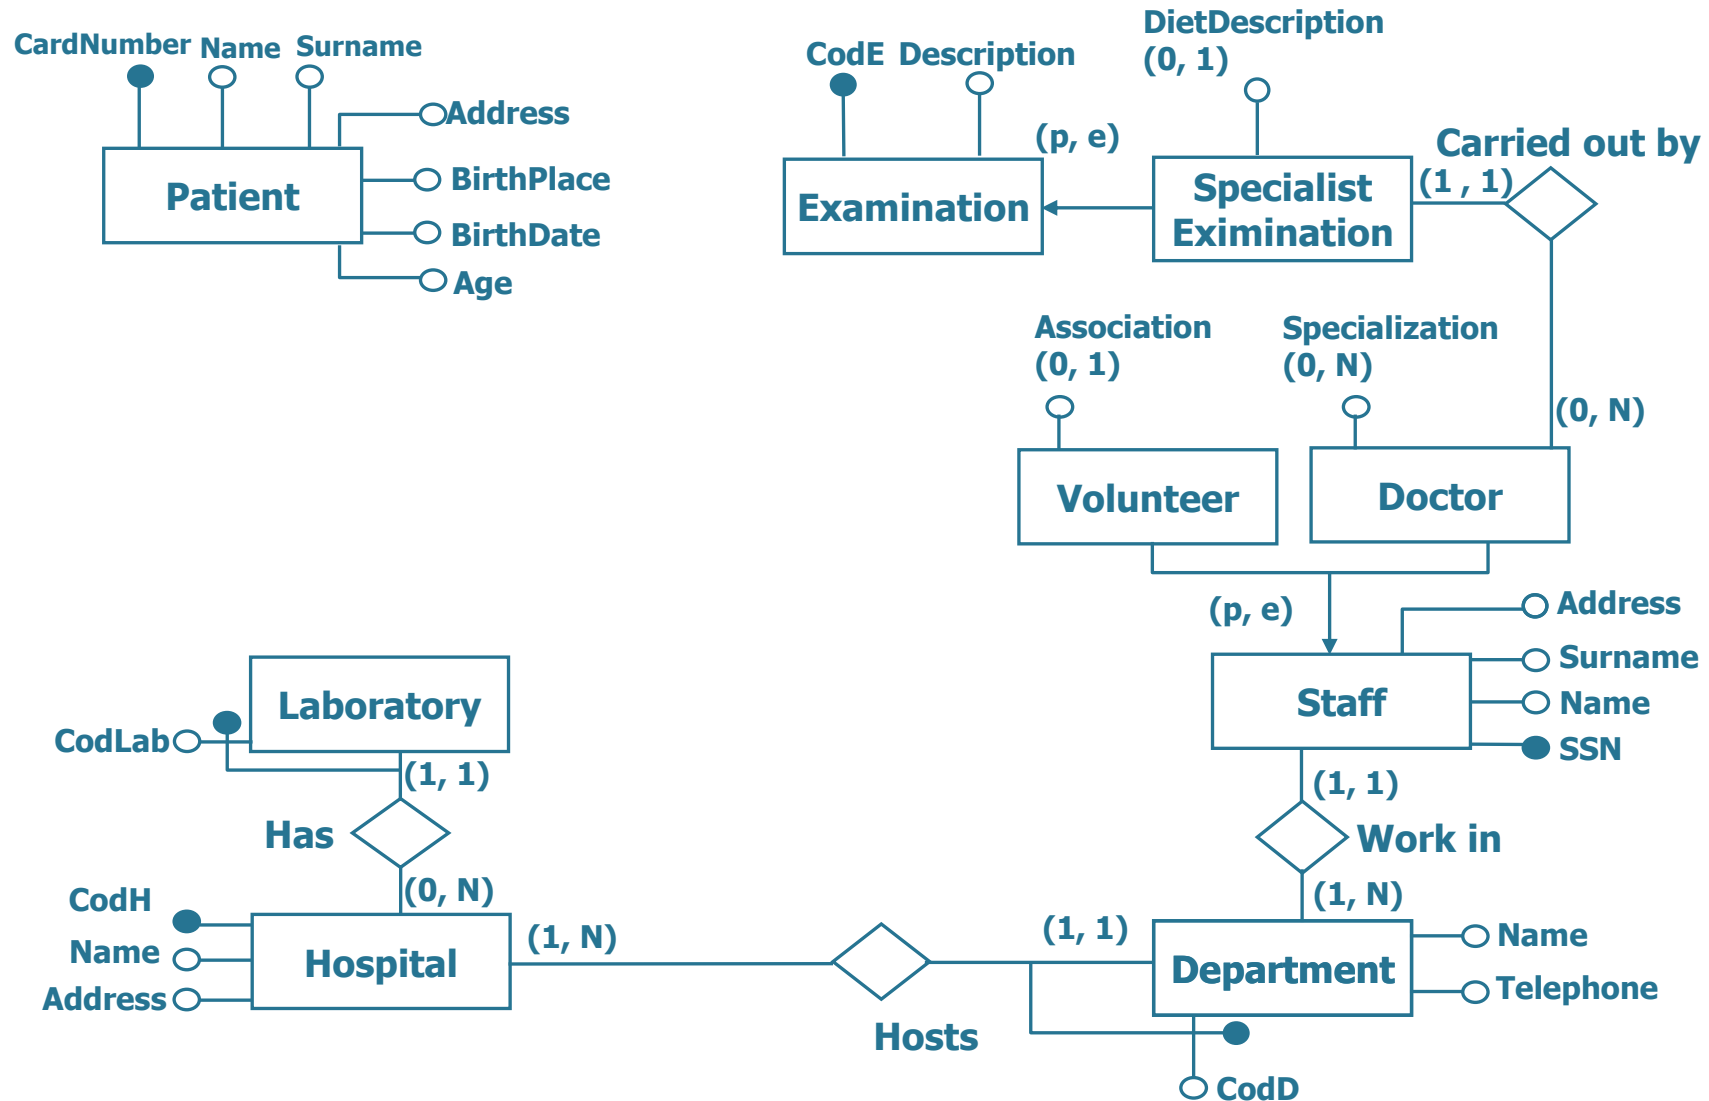 CardNumber Name Surname
Address
Patient
BirthPlace
BirthDate
Age
CodE Description
DietDescription
(0, 1)
(p, e)
Examination
Specialist
Eximination
Carried out by
(1 , 1)
(0, N)
Association
(0, 1)
Specialization
(0, N)
Volunteer
Doctor
(p, e)
Address
Surname
Name
SSN
Staff
(1, 1)
Work in
(1, N)
Laboratory
CodLab
(1, 1)
Has
(0, N)
CodH
Name
Address
Hospital
(1, N)
Hosts
(1, 1)
Department
Name
Telephone
CodD